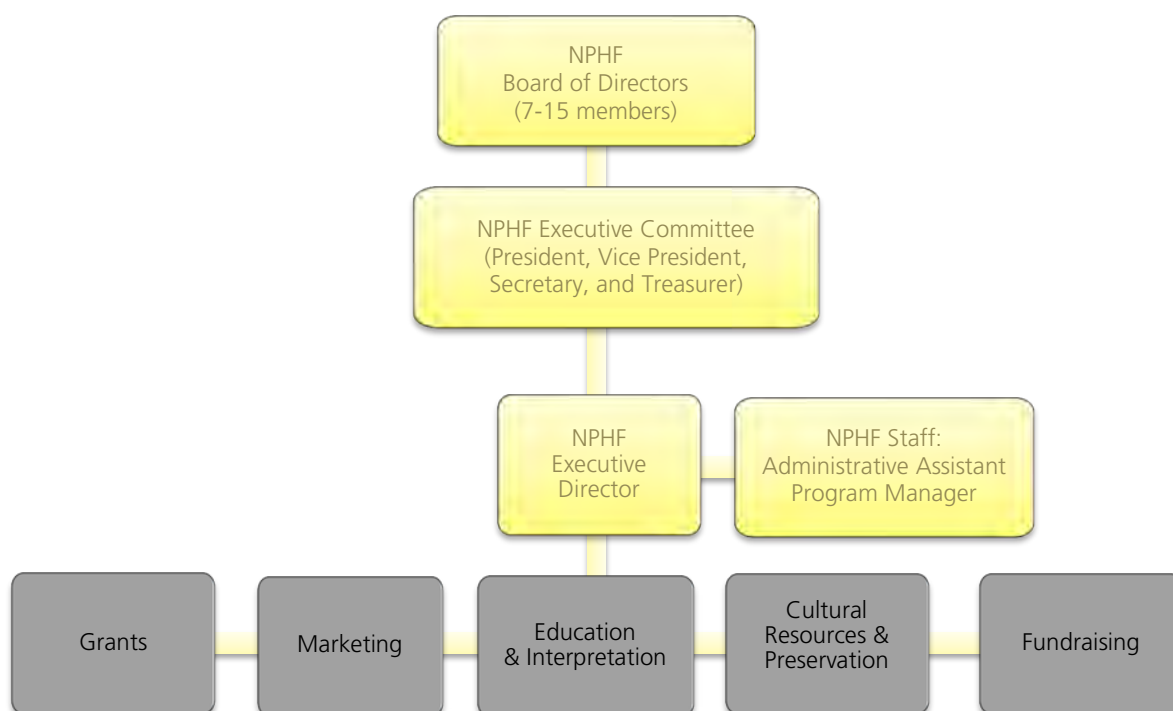 NPHF
Board of Directors
(7-15 members)
NPHF Executive Committee
(President, Vice President,
Secretary, and Treasurer)
NPHF
Executive
Director
NPHF Staff:
Administrative Assistant
Program Manager
Grants
Marketing
Education
& Interpretation
Cultural
Resources &
Preservation
Fundraising